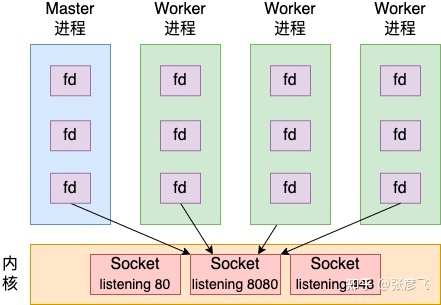 Master
进程
Worker
进程
Worker
进程
Worker
进程
fd
fd
fd
fd
fd
fd
fd
fd
fd
fd
fd
fd
内
核
Socket
listening 80
Socket
listening 8080
Socket
listening 443
知乎 @张彦飞